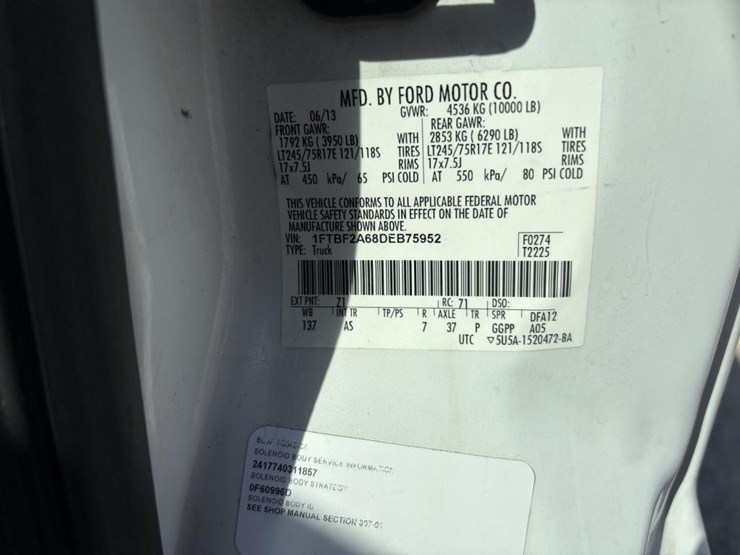 MFD. BY FORD MOTOR CO.
DATE: 06/13 GVWR: 4536 KG (10000 LB)
FRONT GAWR: REAR GAWR:
1792 KG ( 3950 LB) WITH 2853 KG ( 6290 LB) WITH
LT245/75R17E 121/118S TIRES LT245/75R17E 121/118S TIRES
17x7.5J RIMS 17x7.5J RIMS
AT 450 kPa/ 65 PSI COLD AT 550 kPa/ 80 PSI COLD
THIS VEHICLE CONFORMS TO ALL APPLICABLE FEDERAL MOTOR
VEHICLE SAFETY STANDARDS IN EFFECT ON THE DATE OF
MANUFACTURE SHOWN ABOVE.
VIN: 1FTBF2A68DEB75952 F0274
TYPE: Truck T2225
EXT PNT: Z1 RC: 71 DSO:
WB INT TR TP/PS R AXLE TR SPR DFA12
137 AS 7 37 P GGPP A05
UTC ▽5U5A-1520472-BA
SOLENOID BODY SERVICE INFORMATION
2417740311857
SOLENOID BODY STRATEGY
0F60996D
SOLENOID BODY ID
SEE SHOP MANUAL SECTION